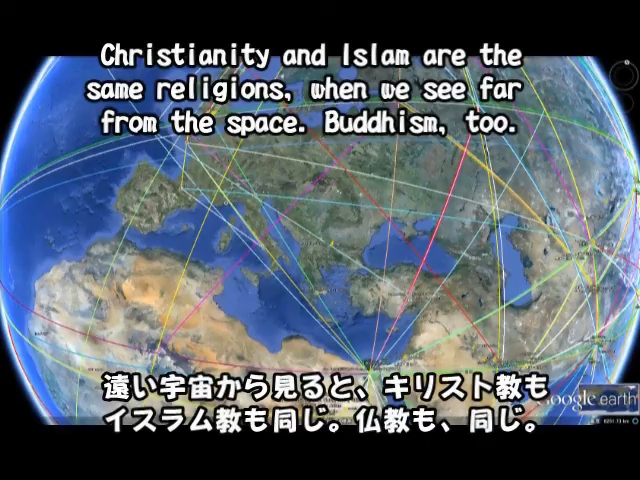 Christianity and Islam are the
same religions, when we see far
from the space. Buddhism, too.
遠い宇宙から見ると、キリスト教も
イスラム教も同じ。仏教も、同じ。
Google earth